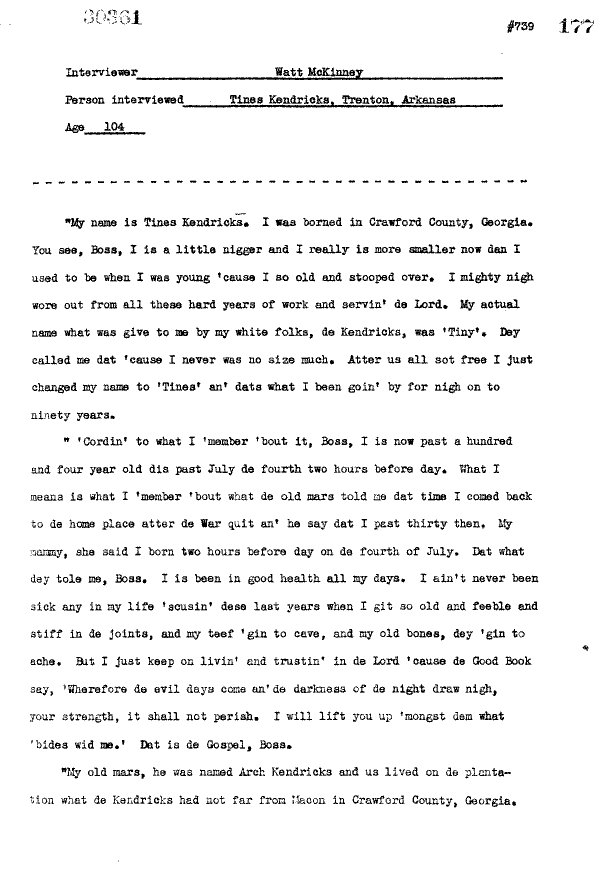 30361
#739 177
Interviewer Watt McKinney
Person interviewed Tines Kendricks, Trenton, Arkansas
Age 104
"My name is Tines Kendricks. I was borned in Crawford County, Georgia.
You see, Boss, I is a little nigger and I really is more smaller now dan I
used to be when I was young 'cause I so old and stooped over. I mighty nigh
wore out from all these hard years of work and servin' de Lord. My actual
name what was give to me by my white folks, de Kendricks, was 'Tiny'. Dey
called me dat 'cause I never was no size much. Atter us all sot free I just
changed my name to 'Tines' an' dats what I been goin' by for nigh on to
ninety years.
" 'Cordin' to what I 'member 'bout it, Boss, I is now past a hundred
and four year old dis past July de fourth two hours before day. What I
means is what I 'member 'bout what de old mars told me dat time I comed back
to de home place atter de War quit an' he say dat I past thirty then. My
mammy, she said I born two hours before day on de fourth of July. Dat what
dey tole me, Boss. I is been in good health all my days. I ain't never been
sick any in my life 'scusin' dese last years when I git so old and feeble and
stiff in de joints, and my teef 'gin to cave, and my old bones, dey 'gin to
ache. But I just keep on livin' and trustin' in de Lord 'cause de Good Book
say, 'Wherefore de evil days come an' de darkness of de night draw nigh,
your strength, it shall not perish. I will lift you up 'mongst dem what
'bides wid me.' Dat is de Gospel, Boss.
"My old mars, he was named Arch Kendricks and us lived on de planta-
tion what de Kendricks had not far from Macon in Crawford County, Georgia.